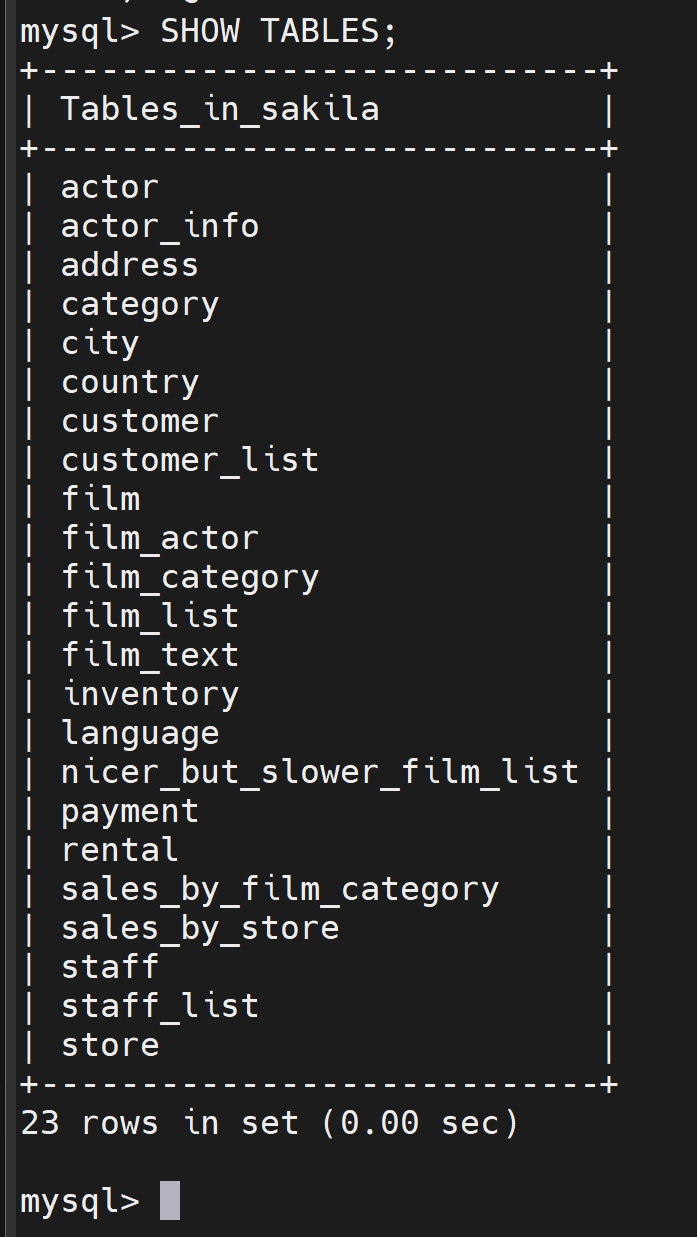 mysql> SHOW TABLES;
+----------------------------+
| Tables_in_sakila           |
+----------------------------+
| actor                      |
| actor_info                 |
| address                    |
| category                   |
| city                       |
| country                    |
| customer                   |
| customer_list              |
| film                       |
| film_actor                 |
| film_category              |
| film_list                  |
| film_text                  |
| inventory                  |
| language                   |
| nicer_but_slower_film_list |
| payment                    |
| rental                     |
| sales_by_film_category     |
| sales_by_store             |
| staff                      |
| staff_list                 |
| store                      |
+----------------------------+
23 rows in set (0.00 sec)
mysql>